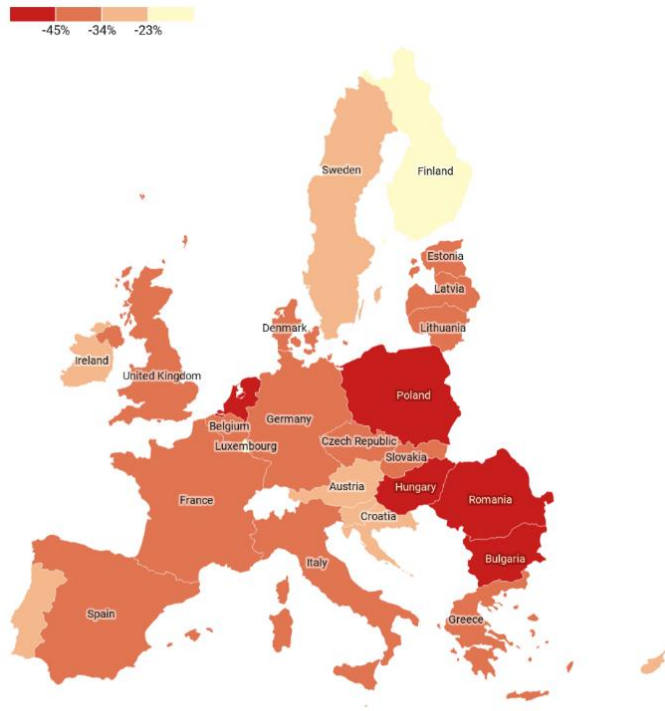 -45% -34% -23%
Sweden
Finland
Estonia
Latvia
Lithuania
Denmark
Ireland
United Kingdom
Poland
Germany
Belgium
Luxembourg
Czech Republic
Slovakia
Austria
Hungary
France
Romania
Croatia
Bulgaria
Italy
Spain
Greece